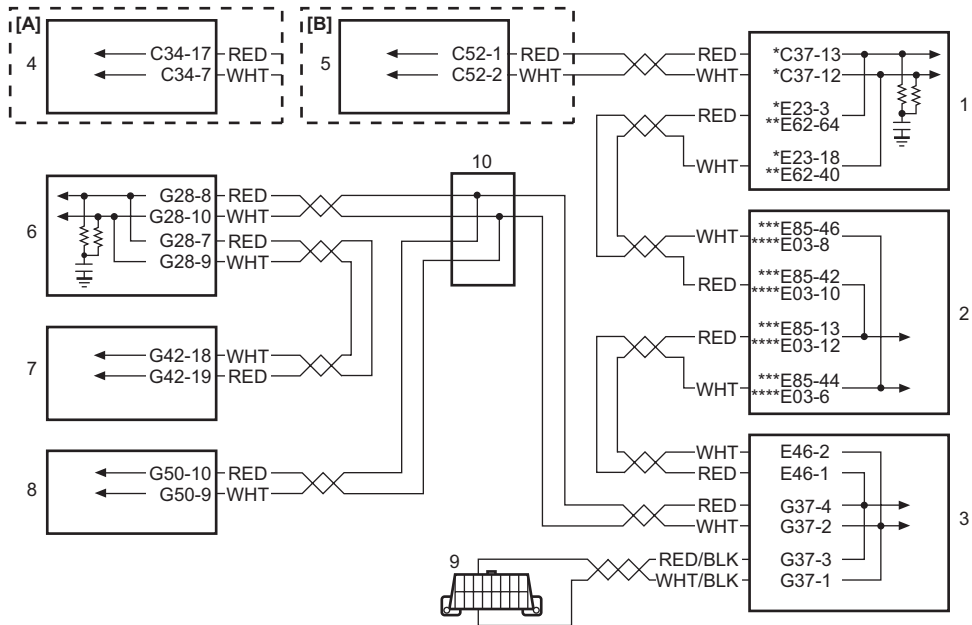 [A]
4
C34-17 RED
C34-7 WHT
[B]
5
C52-1 RED
C52-2 WHT
RED *C37-13
WHT *C37-12
RED *E23-3
**E62-64
WHT *E23-18
**E62-40
1
10
6
G28-8 RED
G28-10 WHT
G28-7 RED
G28-9 WHT
WHT ***E85-46
****E03-8
RED ***E85-42
****E03-10
RED ***E85-13
****E03-12
WHT ***E85-44
****E03-6
2
7
G42-18 WHT
G42-19 RED
8
G50-10 RED
G50-9 WHT
WHT E46-2
RED E46-1
RED G37-4
WHT G37-2
RED/BLK G37-3
WHT/BLK G37-1
3
9